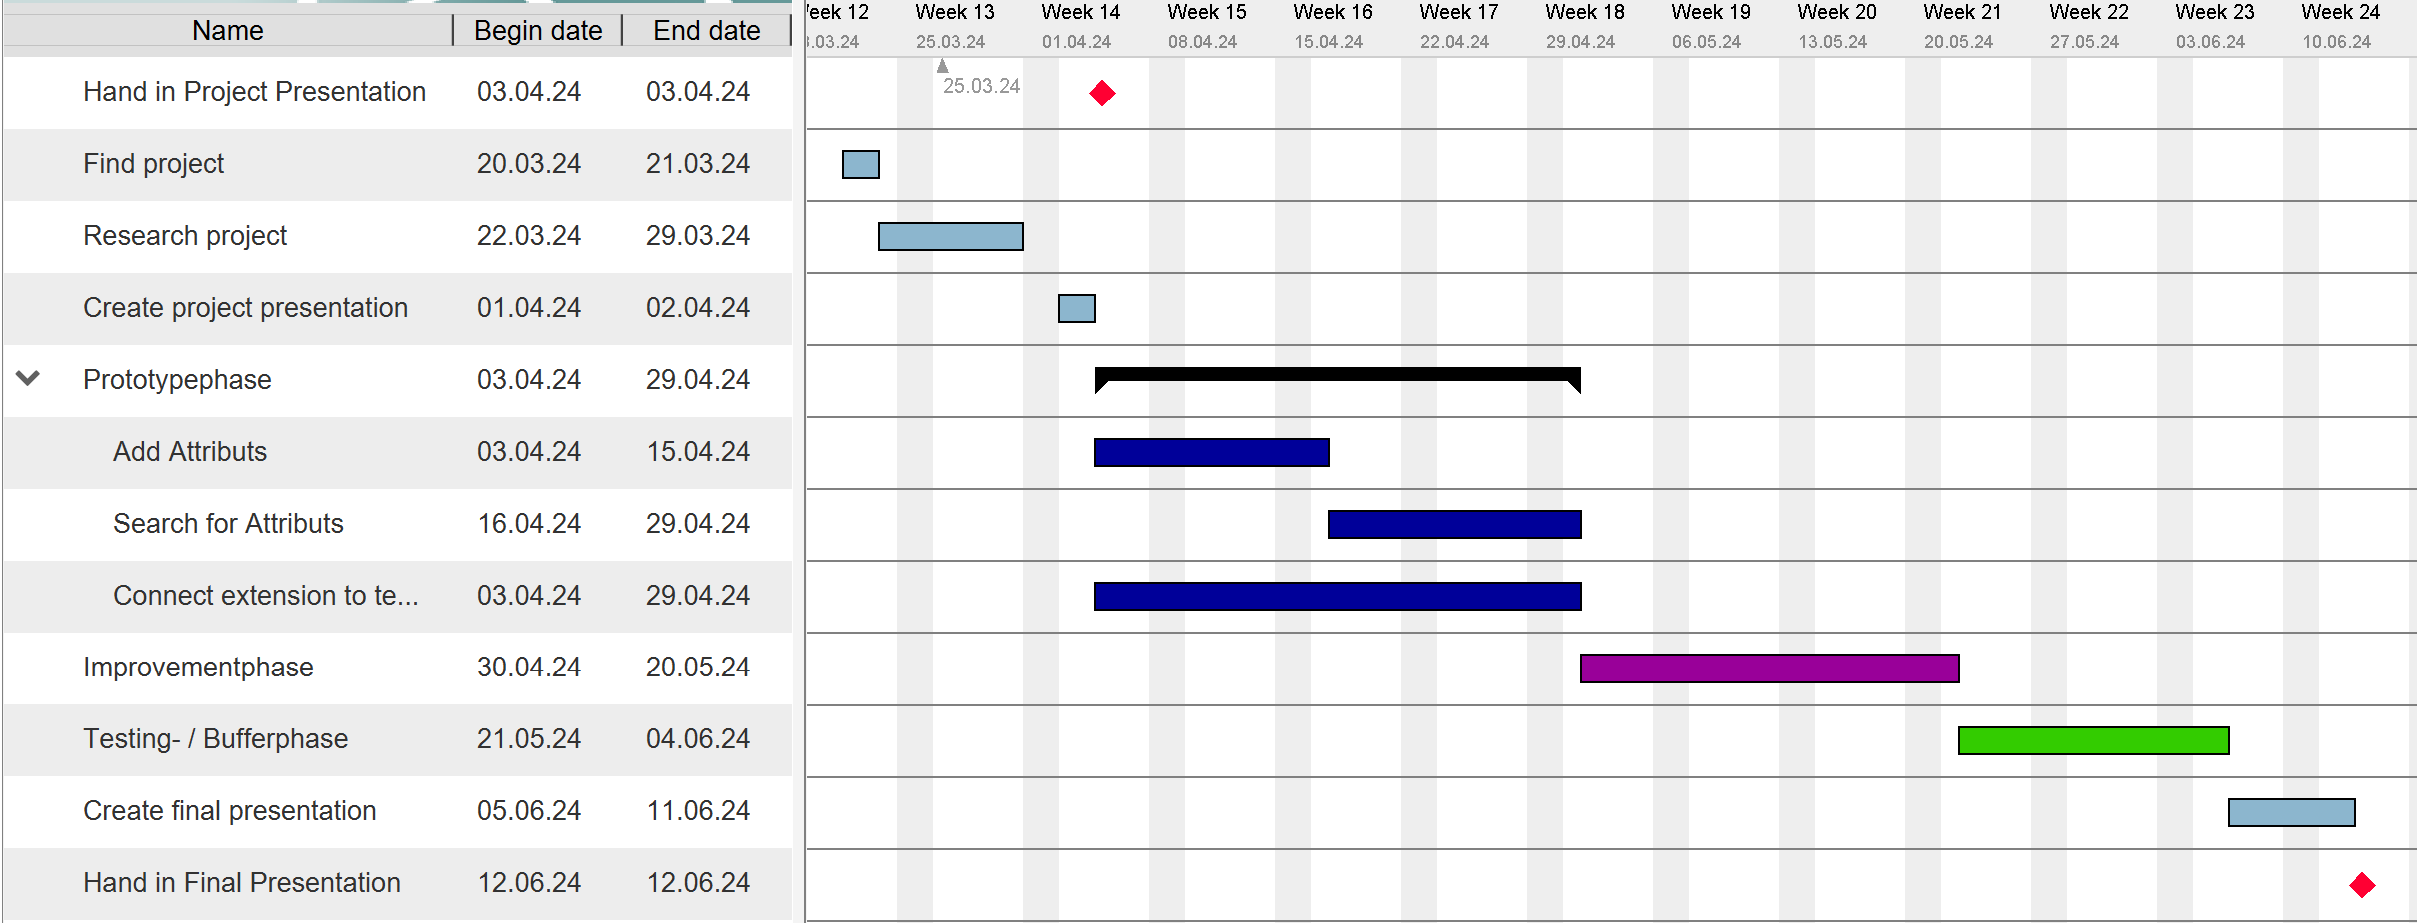 Name Begin date End date
Week 13 Week 14 Week 15 Week 16 Week 17 Week 18 Week 19 Week 20 Week 21 Week 22 Week 23 Week 24
25.03.24 01.04.24 08.04.24 15.04.24 22.04.24 29.04.24 06.05.24 13.05.24 20.05.24 27.05.24 03.06.24 10.06.24
25.03.24
Hand in Project Presentation 03.04.24 03.04.24
Find project 20.03.24 21.03.24
Research project 22.03.24 29.03.24
Create project presentation 01.04.24 02.04.24
Prototypephase 03.04.24 29.04.24
Add Attributs 03.04.24 15.04.24
Search for Attributs 16.04.24 29.04.24
Connect extension to te... 03.04.24 29.04.24
Improvementphase 30.04.24 20.05.24
Testing- / Bufferphase 21.05.24 04.06.24
Create final presentation 05.06.24 11.06.24
Hand in Final Presentation 12.06.24 12.06.24